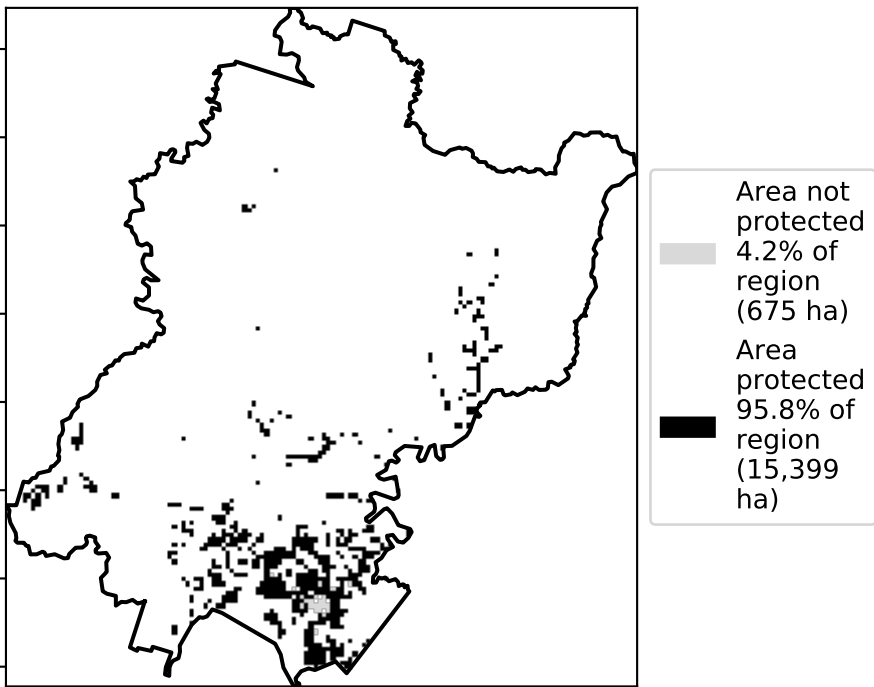 Area not
protected
4.2% of
region
(675 ha)
Area
protected
95.8% of
region
(15,399
ha)